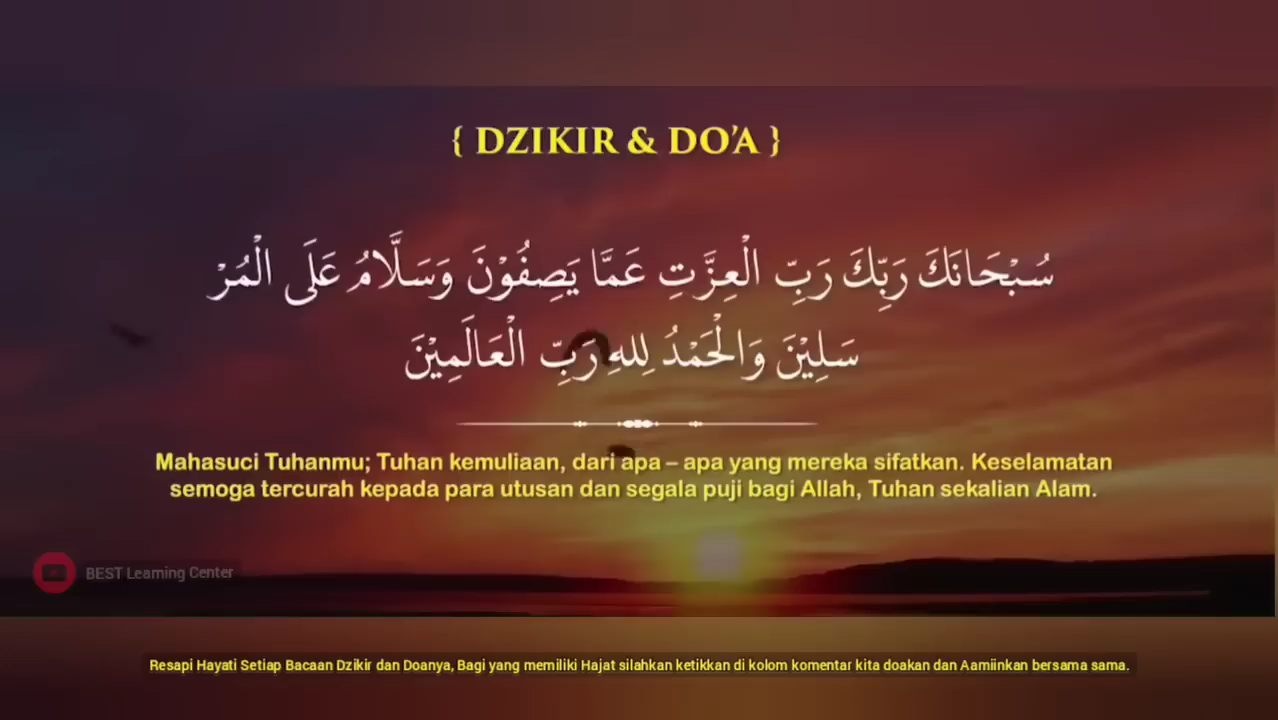 { DZIKIR & DO’A }
سُبْحَانَكَ رَبِّكَ رَبِّ الْعِزَّتِ عَمَّا يَصِفُوْنَ وَسَلَّامُ عَلَى الْمُرْ
سَلِيْنَ وَالْحَمْدُ لِلهِ رَبِّ الْعَالَمِيْنَ
Mahasuci Tuhanmu; Tuhan kemuliaan, dari apa – apa yang mereka sifatkan. Keselamatan
semoga tercurah kepada para utusan dan segala puji bagi Allah, Tuhan sekalian Alam.
BEST Learning Center
Resapi Hayati Setiap Bacaan Dzikir dan Doanya, Bagi yang memiliki Hajat silahkan ketikkan di kolom komentar kita doakan dan Aamiinkan bersama sama.